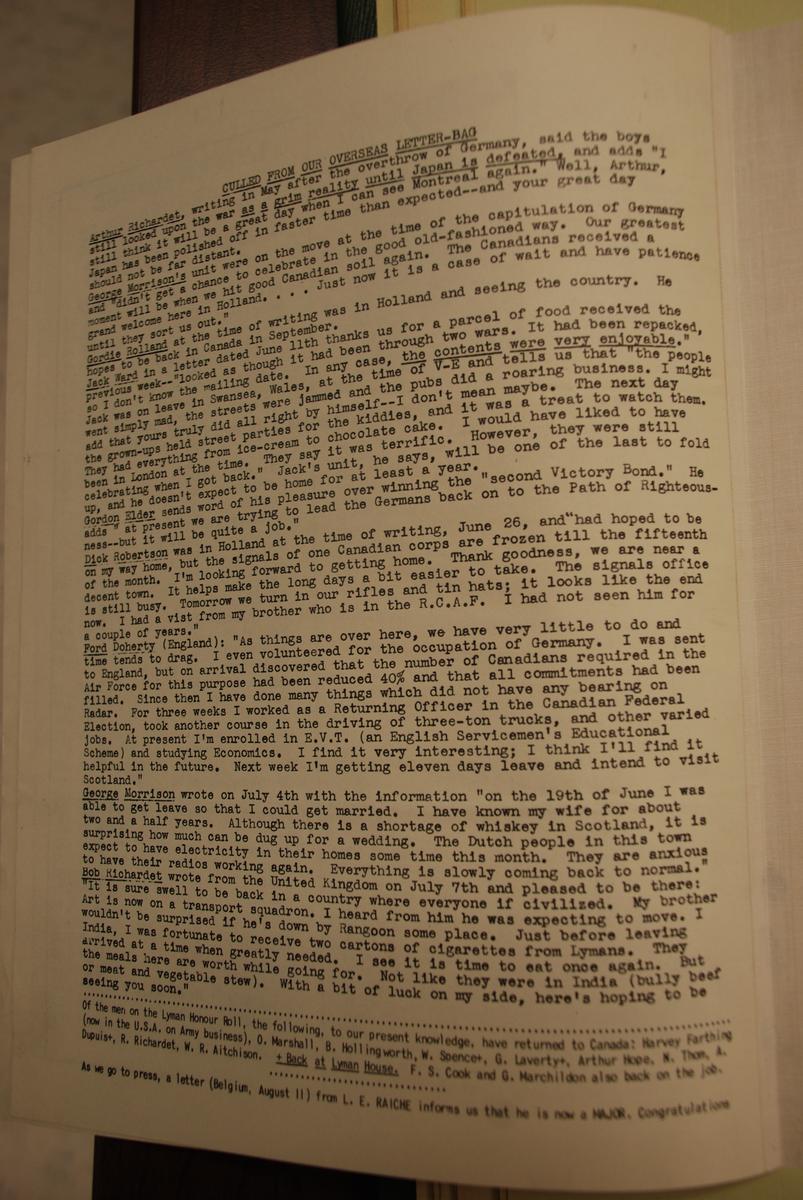 CULLED FROM OUR OVERSEAS LETTER-BAG
Arthur Richardet, writing in May after the overthrow of Germany, said the boys
still looked upon the war as a grim reality until Japan is defeated, and adds "I
still think it will be a great day when I can see Montreal again." Well, Arthur,
Japan has been polished off in faster time than expected--and your great day
should not be far distant.
George Morrison's unit were on the move at the time of the capitulation of Germany
and "didn't get a chance to celebrate in the good old-fashioned way. Our greatest
moment will be when we hit good Canadian soil again. The Canadians received a
grand welcome here in Holland. . . . Just now it is a case of wait and have patience
until they sort us out."
Gordie Holland at the time of writing was in Holland and seeing the country. He
hopes to be back in Canada in September.
Jack Ward in a letter dated June 11th thanks us for a parcel of food received the
previous week--"looked as though it had been through two wars. It had been repacked,
so I don't know the mailing date. In any case, the contents were very enjoyable."
Jack was on leave in Swansea, Wales, at the time of V-E and tells us that "the people
went simply mad, the streets were jammed and the pubs did a roaring business. I might
add that yours truly did all right by himself--I don't mean maybe. The next day
the grown-ups held street parties for the kiddies, and it was a treat to watch them.
They had everything from ice-cream to chocolate cake. I would have liked to have
been in London at the time. They say it was terrific. However, they were still
celebrating when I got back." Jack's unit, he says, will be one of the last to fold
up, and he doesn't expect to be home for at least a year.
Gordon Elder sends word of his pleasure over winning the "second Victory Bond." He
adds " at present we are trying to lead the Germans back on to the Path of Righteous-
ness--but it will be quite a job."
Dick Robertson was in Holland at the time of writing, June 26, and "had hoped to be
on my way home, but the signals of one Canadian corps are frozen till the fifteenth
of the month. I'm looking forward to getting home. Thank goodness, we are near a
decent town. It helps make the long days a bit easier to take. The signals office
is still busy. Tomorrow we turn in our rifles and tin hats; it looks like the end
now. I had a vist from my brother who is in the R.C.A.F. I had not seen him for
a couple of years."
Ford Doherty (England): "As things are over here, we have very little to do and
time tends to drag. I even volunteered for the occupation of Germany. I was sent
to England, but on arrival discovered that the number of Canadians required in the
Air Force for this purpose had been reduced 40% and that all commitments had been
filled. Since then I have done many things which did not have any bearing on
Radar. For three weeks I worked as a Returning Officer in the Canadian Federal
Election, took another course in the driving of three-ton trucks, and other varied
jobs. At present I'm enrolled in E.V.T. (an English Servicemen's Educational
Scheme) and studying Economics. I find it very interesting; I think I'll find it
helpful in the future. Next week I'm getting eleven days leave and intend to visit
Scotland."
George Morrison wrote on July 4th with the information "on the 19th of June I was
able to get leave so that I could get married. I have known my wife for about
two and a half years. Although there is a shortage of whiskey in Scotland, it is
surprising how much can be dug up for a wedding. The Dutch people in this town
expect to have electricity in their homes some time this month. They are anxious
to have their radios working again. Everything is slowly coming back to normal."
Bob Richardet wrote from the United Kingdom on July 7th and pleased to be there:
"It is sure swell to be back in a country where everyone if civilized. My brother
Art is now on a transport squadron. I heard from him he was expecting to move. I
wouldn't be surprised if he's down by Rangoon some place. Just before leaving
India, I was fortunate to receive two cartons of cigarettes from Lymans. They
arrived at a time when greatly needed. I see it is time to eat once again. But
the meals here are worth while going for. Not like they were in India (bully beef
or meat and vegetable stew). With a bit of luck on my side, here's hoping to be
seeing you soon."
Of the men on the Lyman Honour Roll, the following, to our present knowledge, have returned to Canada: Harvey Farthing
(now in the U.S.A. on Army business), O. Marshall, B. Hollingworth, W. Spence+, G. Laverty+, Arthur Hope, N. Thom, A.
Dupuis+, R. Richardet, W. R. Aitchison. + Back at Lyman House. F. S. Cook and G. Marchildon also back on the job.
As we go to press, a letter (Belgium, August 11) from L. E. RAICHE informs us that he is now a MAJOR. Congratulations